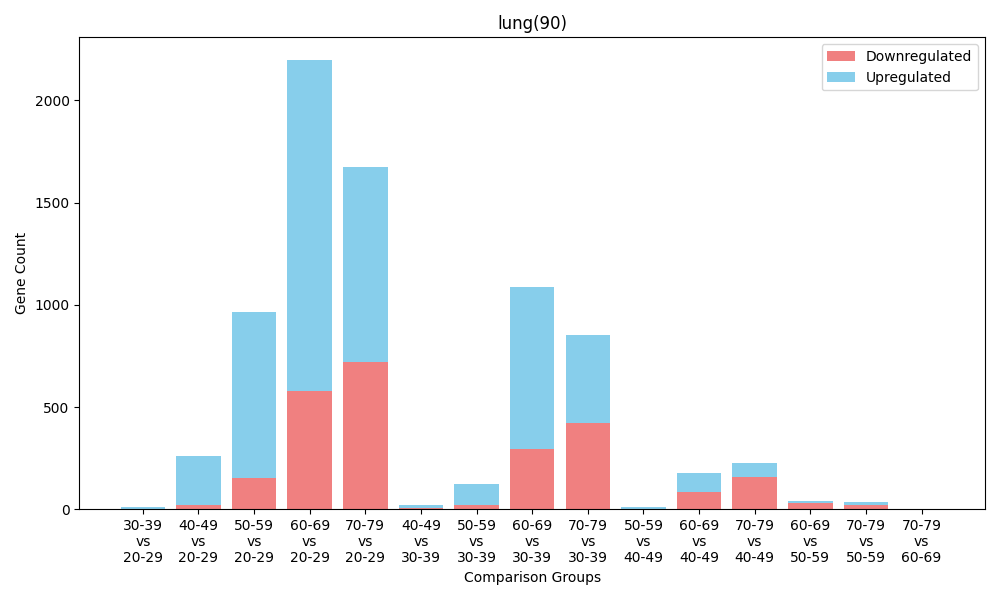 lung(90)
Downregulated
Upregulated
Gene Count
2000
1500
1000
500
0
30-39
vs
20-29
40-49
vs
20-29
50-59
vs
20-29
60-69
vs
20-29
70-79
vs
20-29
40-49
vs
30-39
50-59
vs
30-39
60-69
vs
30-39
70-79
vs
30-39
50-59
vs
40-49
60-69
vs
40-49
70-79
vs
40-49
60-69
vs
50-59
70-79
vs
50-59
70-79
vs
60-69
Comparison Groups